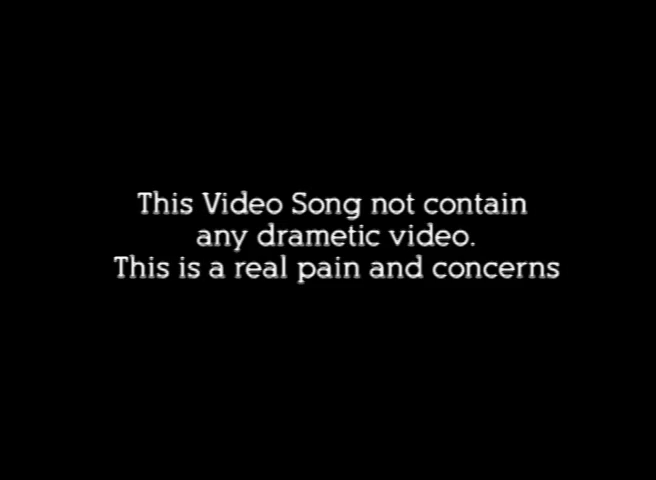 This Video Song not contain
any drametic video.
This is a real pain and concerns